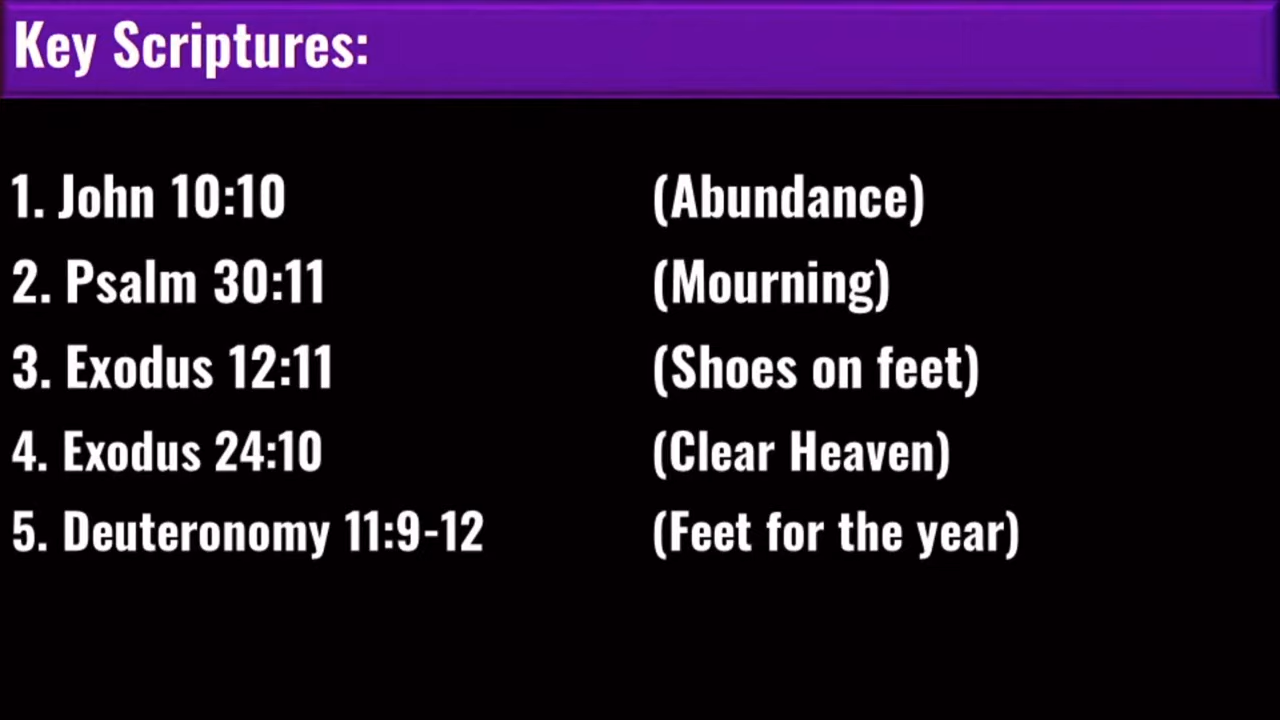 Key Scriptures:
1. John 10:10 (Abundance)
2. Psalm 30:11 (Mourning)
3. Exodus 12:11 (Shoes on feet)
4. Exodus 24:10 (Clear Heaven)
5. Deuteronomy 11:9-12 (Feet for the year)